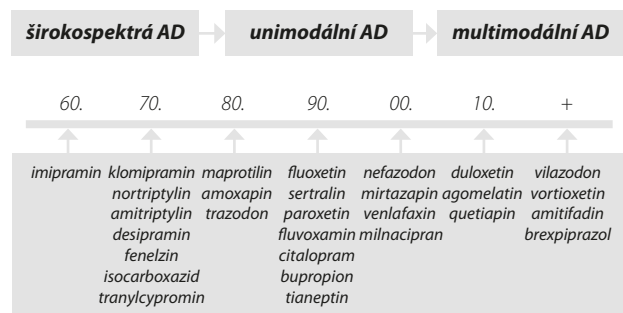 širokospektrá AD unimodální AD multimodální AD
60. 70. 80. 90. 00. 10. +
imipramin klomipramin maprotilin fluoxetin nefazodon duloxetin vilazodon
nortriptylin amoxapin sertralin mirtazapin agomelatin vortioxetin
amitriptylin trazodon paroxetin venlafaxin quetiapin amitifadin
desipramin fluvoxamin milnacipran brexpiprazol
fenelzin citalopram
isocarboxazid bupropion
tranylcypromin tianeptin